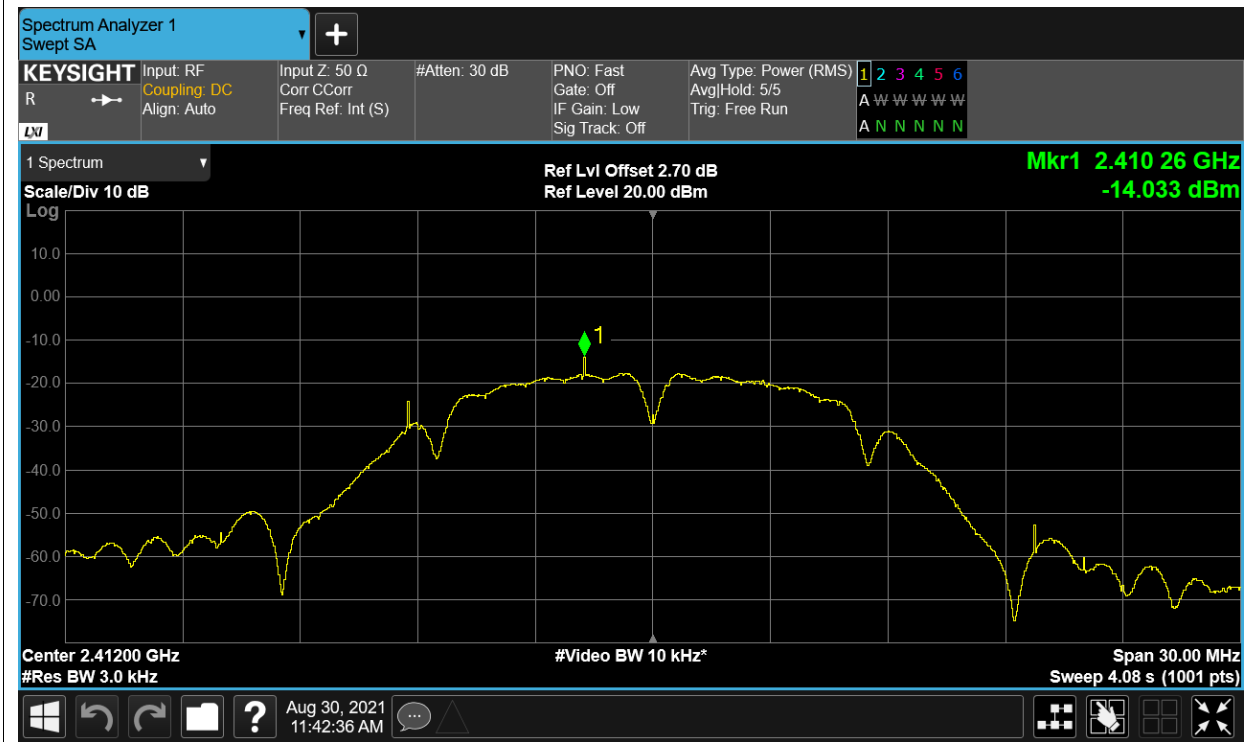 Spectrum Analyzer 1
Swept SA
KEYSIGHT
R
LXI
Input: RF
Coupling: DC
Align: Auto
Input Z: 50 Ω
Corr CCorr
Freq Ref: Int (S)
#Atten: 30 dB
PNO: Fast
Gate: Off
IF Gain: Low
Sig Track: Off
Avg Type: Power (RMS)
Avg|Hold: 5/5
Trig: Free Run
1 2 3 4 5 6
A W W W W W
A N N N N N
1 Spectrum
Scale/Div 10 dB
Ref Lvl Offset 2.70 dB
Ref Level 20.00 dBm
Mkr1 2.410 26 GHz
-14.033 dBm
Log
10.0
0.00
-10.0
-20.0
-30.0
-40.0
-50.0
-60.0
-70.0
1
Center 2.41200 GHz
#Res BW 3.0 kHz
#Video BW 10 kHz*
Span 30.00 MHz
Sweep 4.08 s (1001 pts)
?
Aug 30, 2021
11:42:36 AM